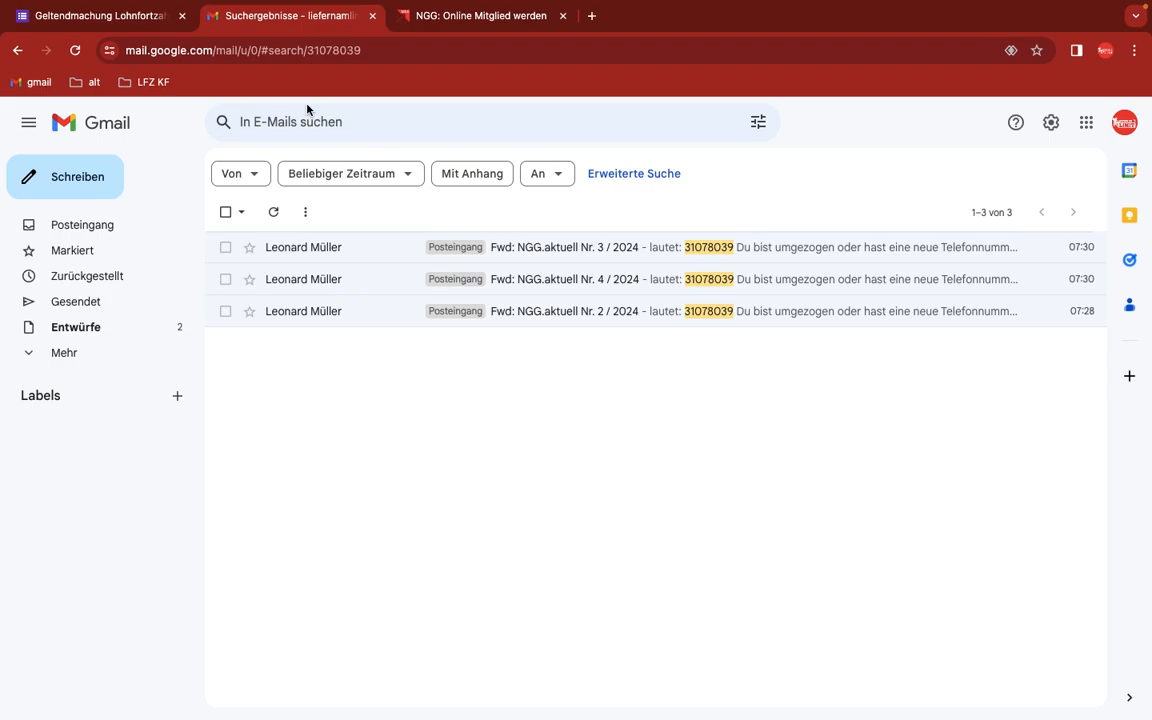 Geltendmachung Lohnfortza
Suchergebnisse - liefernamli
NGG: Online Mitglied werden
mail.google.com/mail/u/0/#search/31078039
gmail
alt
LFZ KF
Gmail
In E-Mails suchen
Schreiben
Von
Beliebiger Zeitraum
Mit Anhang
An
Erweiterte Suche
1–3 von 3
Posteingang
Markiert
Zurückgestellt
Gesendet
Entwürfe 2
Mehr
Labels
Leonard Müller Posteingang Fwd: NGG.aktuell Nr. 3 / 2024 - lautet: 31078039 Du bist umgezogen oder hast eine neue Telefonnumm... 07:30
Leonard Müller Posteingang Fwd: NGG.aktuell Nr. 4 / 2024 - lautet: 31078039 Du bist umgezogen oder hast eine neue Telefonnumm... 07:30
Leonard Müller Posteingang Fwd: NGG.aktuell Nr. 2 / 2024 - lautet: 31078039 Du bist umgezogen oder hast eine neue Telefonnumm... 07:28